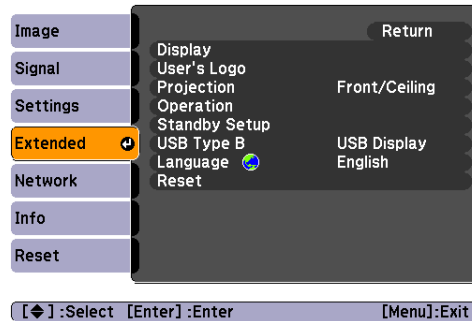 Image
Signal
Settings
Extended
Network
Info
Reset
Return
Display
User's Logo
Projection Front/Ceiling
Operation
Standby Setup
USB Type B USB Display
Language English
Reset
[◆] :Select [Enter] :Enter [Menu]:Exit